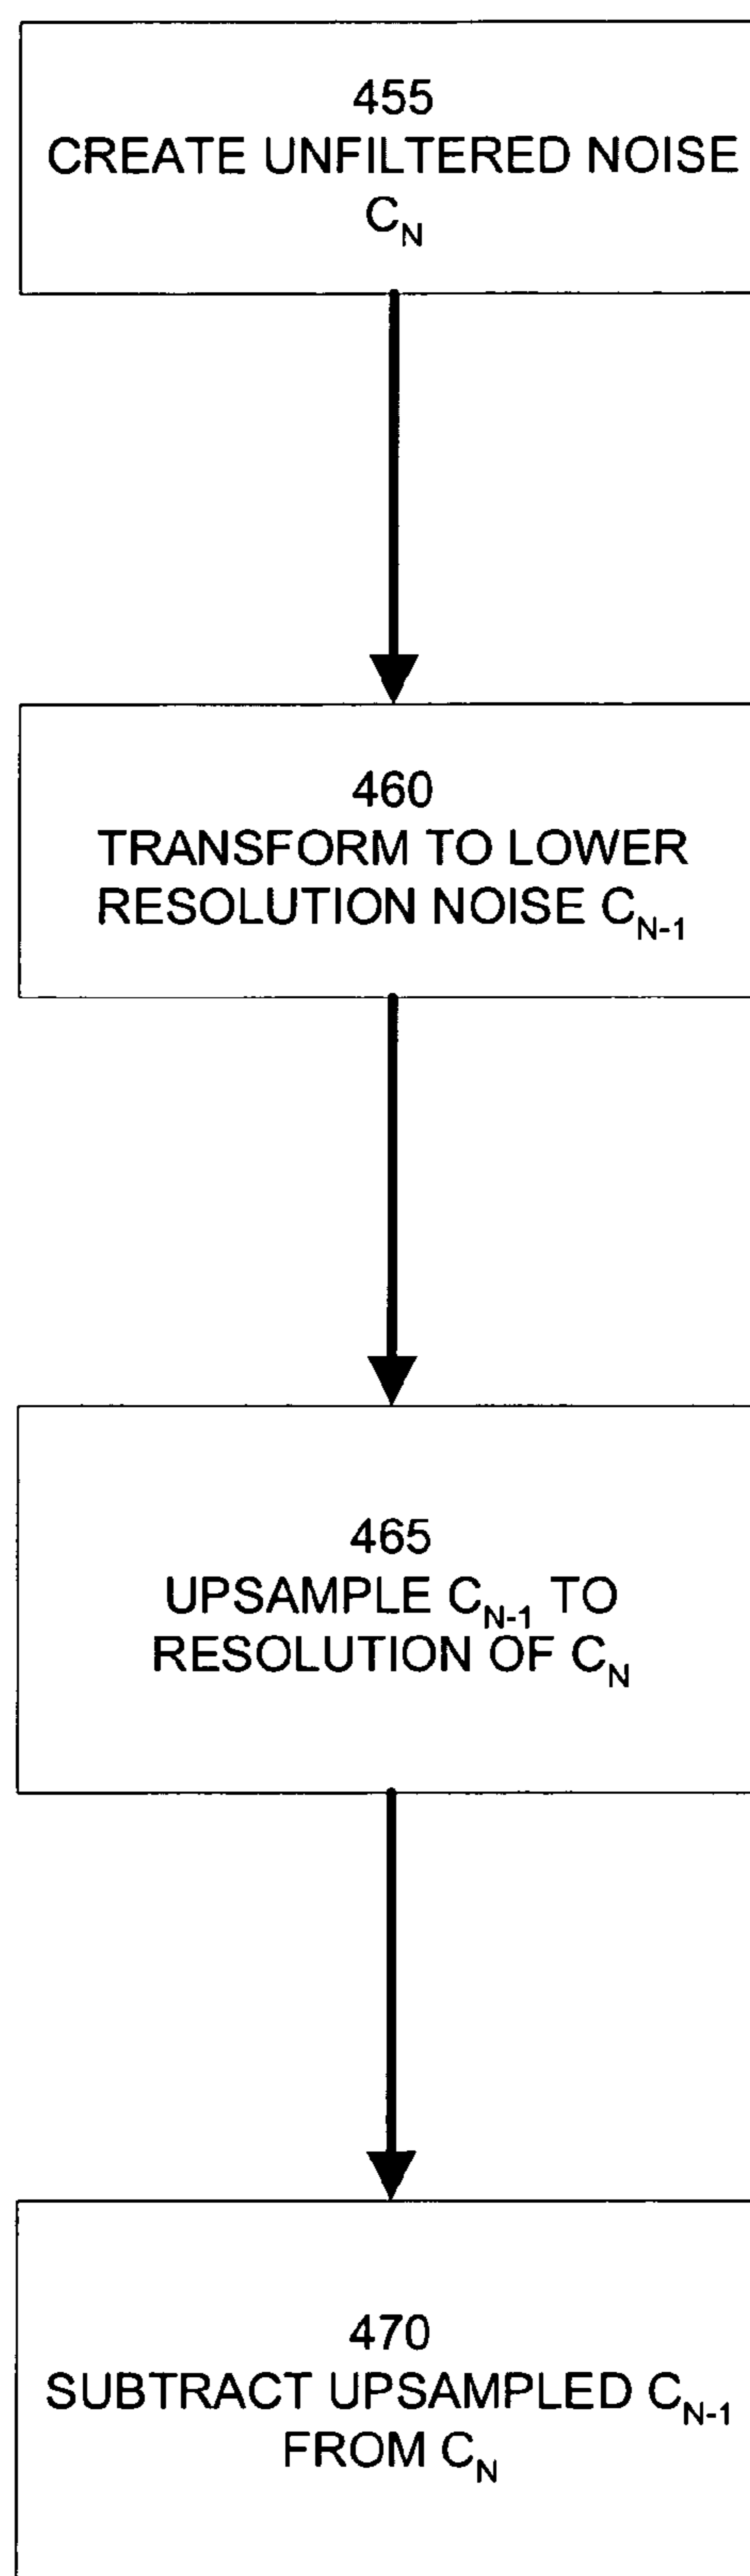 455
CREATE UNFILTERED NOISE
C_N
460
TRANSFORM TO LOWER
RESOLUTION NOISE C_N-1
465
UPSAMPLE C_N-1 TO
RESOLUTION OF C_N
470
SUBTRACT UPSAMPLED C_N-1
FROM C_N